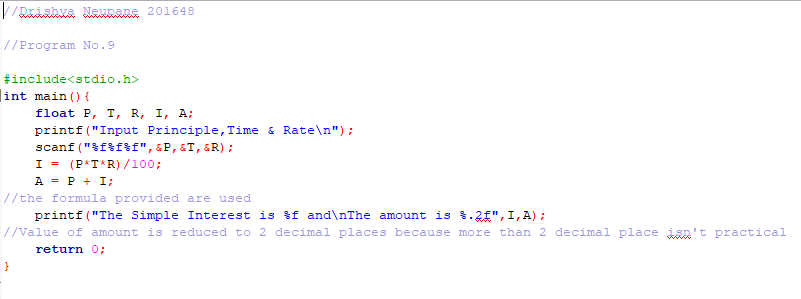 //Drishya Neupane 201648
//Program No.9
#include<stdio.h>
int main(){
float P, T, R, I, A;
printf("Input Principle,Time & Rate\n");
scanf("%f%f%f",&P,&T,&R);
I = (P*T*R)/100;
A = P + I;
//the formula provided are used
printf("The Simple Interest is %f and\nThe amount is %.2f",I,A);
//Value of amount is reduced to 2 decimal places because more than 2 decimal place isn't practical
return 0;
}